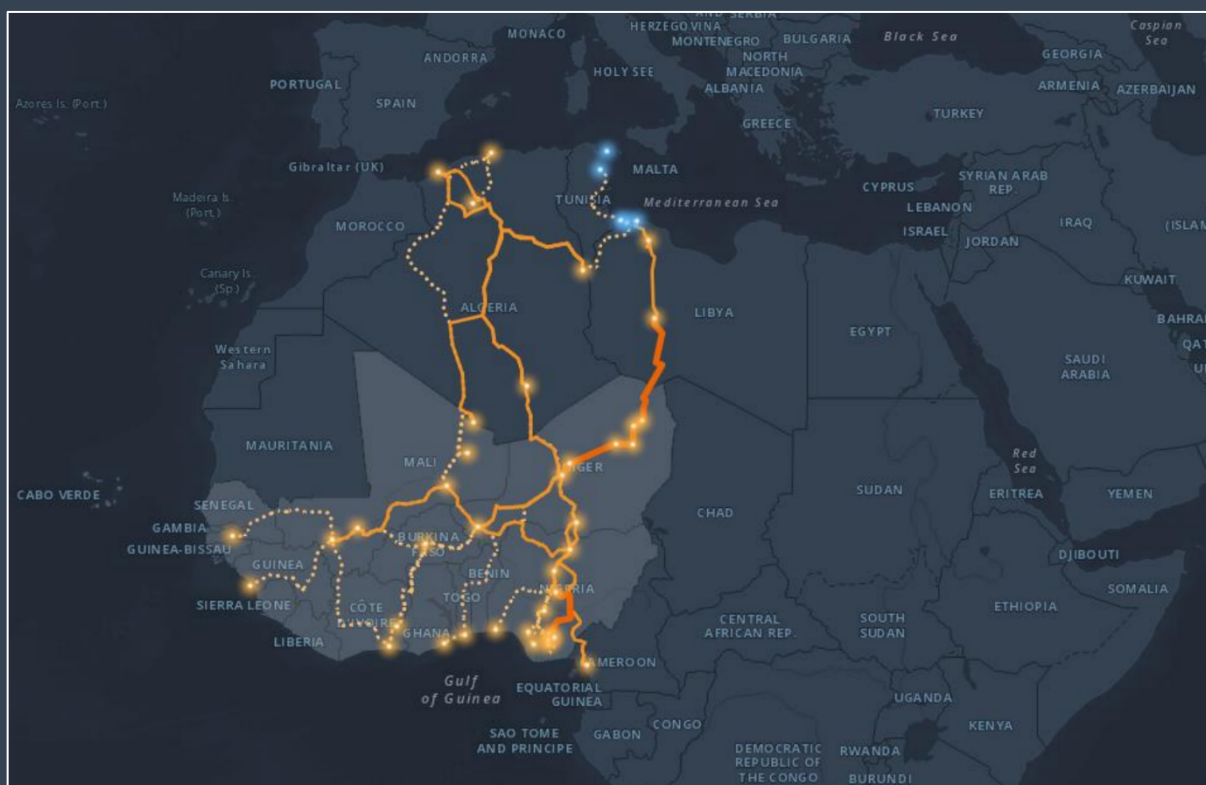 AND SERBIA
Caspian
Sea
MONACO
HERZEGOVINA
MONTENEGRO
BULGARIA
Black Sea
GEORGIA
ANDORRA
NORTH
MACEDONIA
HOLY SEE
ALBANIA
ARMENIA
AZERBAIJAN
PORTUGAL
SPAIN
Azores Is. (Port.)
GREECE
TURKEY
Gibraltar (UK)
MALTA
SYRIAN ARAB
REP.
CYPRUS
Madeira Is.
(Port.)
TUNISIA
Mediterranean Sea
LEBANON
MOROCCO
ISRAEL
IRAQ
(ISLAM
JORDAN
Canary Is.
(Sp.)
KUWAIT
ALGERIA
LIBYA
EGYPT
BAHRA
QAT
Western
Sahara
SAUDI
ARABIA
U
MAURITANIA
MALI
NIGER
Red
Sea
CABO VERDE
SENEGAL
CHAD
SUDAN
ERITREA
YEMEN
GAMBIA
GUINEA-BISSAU
BURKINA
FASO
DJIBOUTI
GUINEA
BENIN
NIGERIA
SOMALIA
SIERRA LEONE
CÔTE
D'IVOIRE
TOGO
ETHIOPIA
LIBERIA
GHANA
CENTRAL
AFRICAN REP.
SOUTH
SUDAN
CAMEROON
Gulf
of Guinea
EQUATORIAL
GUINEA
UGANDA
KENYA
GABON
CONGO
SAO TOME
AND PRINCIPE
DEMOCRATIC
REPUBLIC OF
THE CONGO
RWANDA
BURUNDI